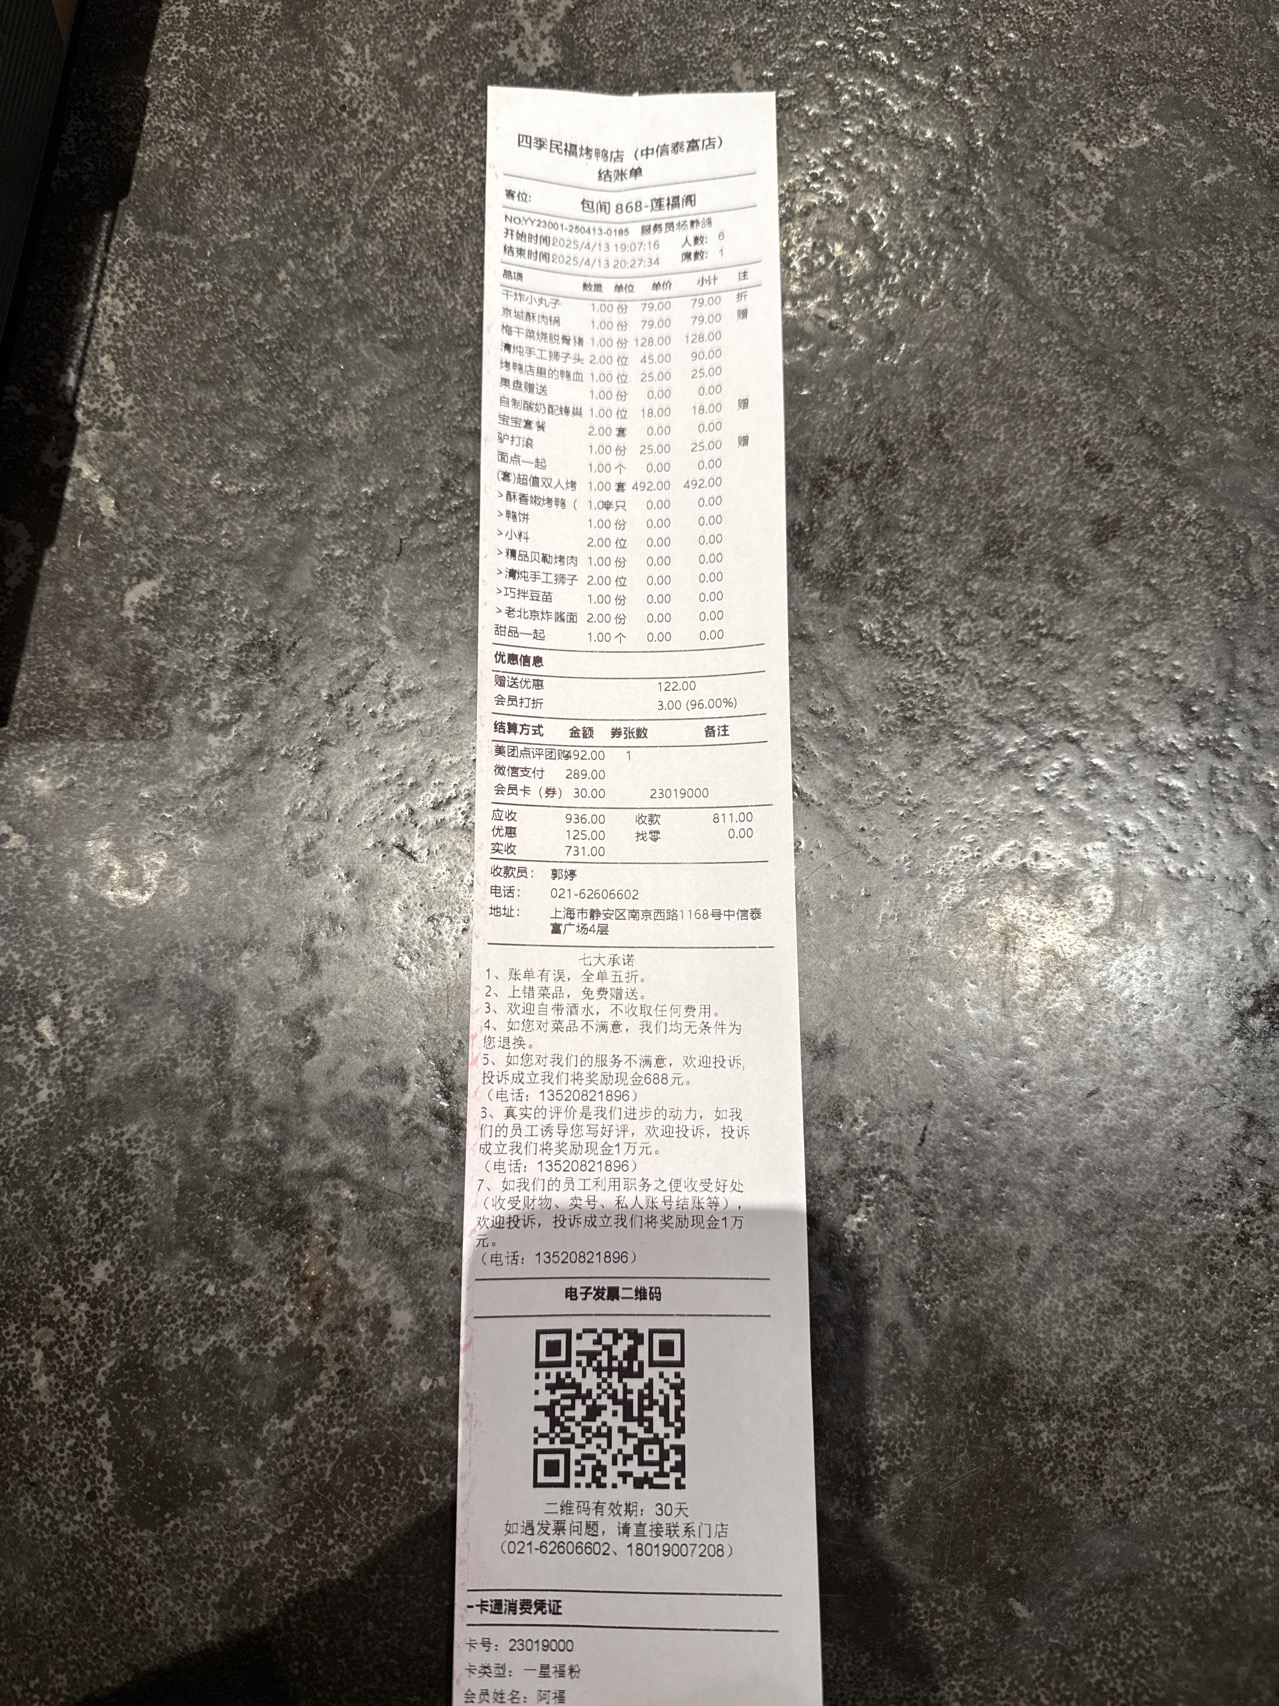 四季民福烤鸭店（中信泰富店）
结账单
客位: 包间 868-莲福阁
NO:YY23001-250413-0185 服务员杨静鸽
开始时间2025/4/13 19:07:16 人数: 6
结束时间2025/4/13 20:27:34 席数: 1
品项 数量 单位 单价 小计 注
干炸小丸子 1.00 份 79.00 79.00 折
京城酥肉锅 1.00 份 79.00 79.00 赠
梅干菜烧脱骨猪 1.00 份 128.00 128.00
清炖手工狮子头 2.00 位 45.00 90.00
烤鸭店里的鸭血 1.00 位 25.00 25.00
果盘赠送 1.00 份 0.00 0.00
自制酸奶配蜂巢 1.00 位 18.00 18.00 赠
宝宝套餐 2.00 套 0.00 0.00
驴打滚 1.00 份 25.00 25.00 赠
面点一起 1.00 个 0.00 0.00
(套)超值双人烤 1.00 套 492.00 492.00
>酥香嫩烤鸭（ 1.00 只 0.00 0.00
>鸭饼 1.00 份 0.00 0.00
>小料 2.00 位 0.00 0.00
>精品贝勒烤肉 1.00 份 0.00 0.00
>清炖手工狮子 2.00 位 0.00 0.00
>巧拌豆苗 1.00 份 0.00 0.00
>老北京炸酱面 2.00 份 0.00 0.00
甜品一起 1.00 个 0.00 0.00
优惠信息
赠送优惠 122.00
会员打折 3.00 (96.00%)
结算方式 金额 券张数 备注
美团点评团购492.00 1
微信支付 289.00
会员卡（券） 30.00 23019000
应收 936.00 收款 811.00
优惠 125.00 找零 0.00
实收 731.00
收款员: 郭婷
电话: 021-62606602
地址: 上海市静安区南京西路1168号中信泰
富广场4层
七大承诺
1、账单有误，全单五折。
2、上错菜品，免费赠送。
3、欢迎自带酒水，不收取任何费用。
4、如您对菜品不满意，我们均无条件为
您退换。
5、如您对我们的服务不满意，欢迎投诉，
投诉成立我们将奖励现金688元。
（电话：13520821896）
6、真实的评价是我们进步的动力，如我
们的员工诱导您写好评，欢迎投诉，投诉
成立我们将奖励现金1万元。
（电话：13520821896）
7、如我们的员工利用职务之便收受好处
（收受财物、卖号、私人账号结账等），
欢迎投诉，投诉成立我们将奖励现金1万
元。
（电话：13520821896）
电子发票二维码
二维码有效期：30天
如遇发票问题，请直接联系门店
（021-62606602、18019007208）
一卡通消费凭证
卡号：23019000
卡类型：一星福粉
会员姓名：阿福